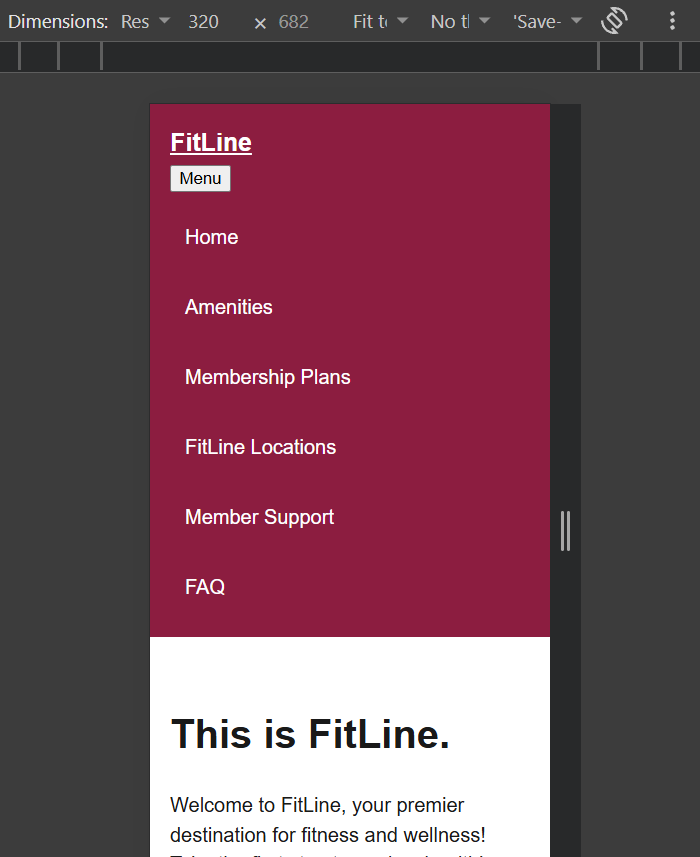 Dimensions: Res 320 × 682 Fit to No 'Save-
FitLine
Menu
Home
Amenities
Membership Plans
FitLine Locations
Member Support
FAQ
This is FitLine.
Welcome to FitLine, your premier
destination for fitness and wellness!